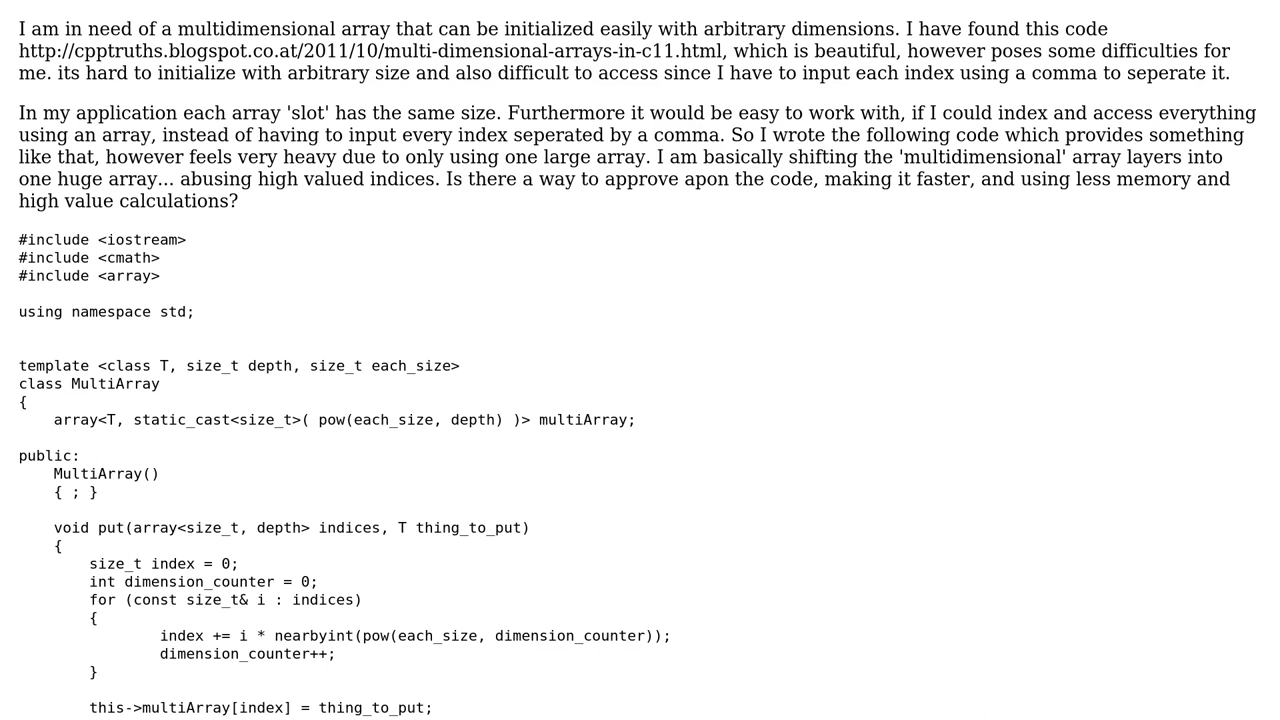 I am in need of a multidimensional array that can be initialized easily with arbitrary dimensions. I have found this code
http://cpptruths.blogspot.co.at/2011/10/multi-dimensional-arrays-in-c11.html, which is beautiful, however poses some difficulties for
me. its hard to initialize with arbitrary size and also difficult to access since I have to input each index using a comma to seperate it.

In my application each array 'slot' has the same size. Furthermore it would be easy to work with, if I could index and access everything
using an array, instead of having to input every index seperated by a comma. So I wrote the following code which provides something
like that, however feels very heavy due to only using one large array. I am basically shifting the 'multidimensional' array layers into
one huge array... abusing high valued indices. Is there a way to approve apon the code, making it faster, and using less memory and
high value calculations?

#include <iostream>
#include <cmath>
#include <array>

using namespace std;


template <class T, size_t depth, size_t each_size>
class MultiArray
{
    array<T, static_cast<size_t>( pow(each_size, depth) )> multiArray;

public:
    MultiArray()
    { ; }

    void put(array<size_t, depth> indices, T thing_to_put)
    {
        size_t index = 0;
        int dimension_counter = 0;
        for (const size_t& i : indices)
        {
                index += i * nearbyint(pow(each_size, dimension_counter));
                dimension_counter++;
        }

        this->multiArray[index] = thing_to_put;